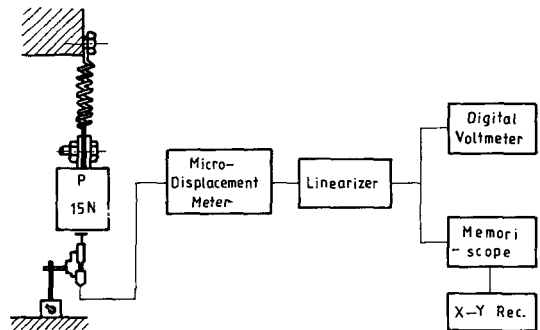 P
15N
Micro-
Displacement
Meter
Linearizer
Digital
Voltmeter
Memori
-scope
X-Y Rec.